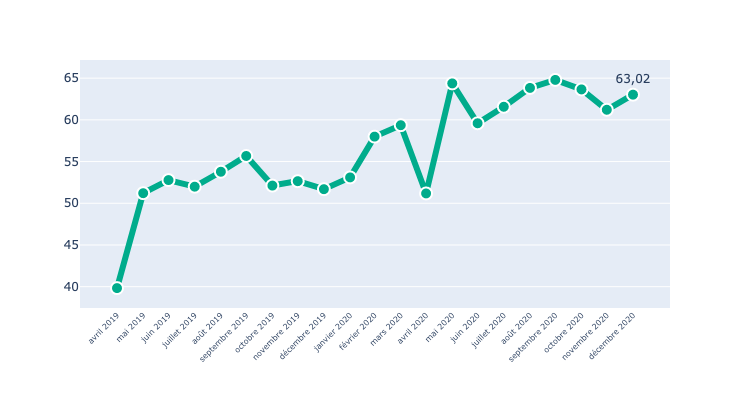 63,02
65
60
55
50
45
40
avril 2019
mai 2019
juin 2019
juillet 2019
août 2019
septembre 2019
octobre 2019
novembre 2019
décembre 2019
janvier 2020
février 2020
mars 2020
avril 2020
mai 2020
juin 2020
juillet 2020
août 2020
septembre 2020
octobre 2020
novembre 2020
décembre 2020